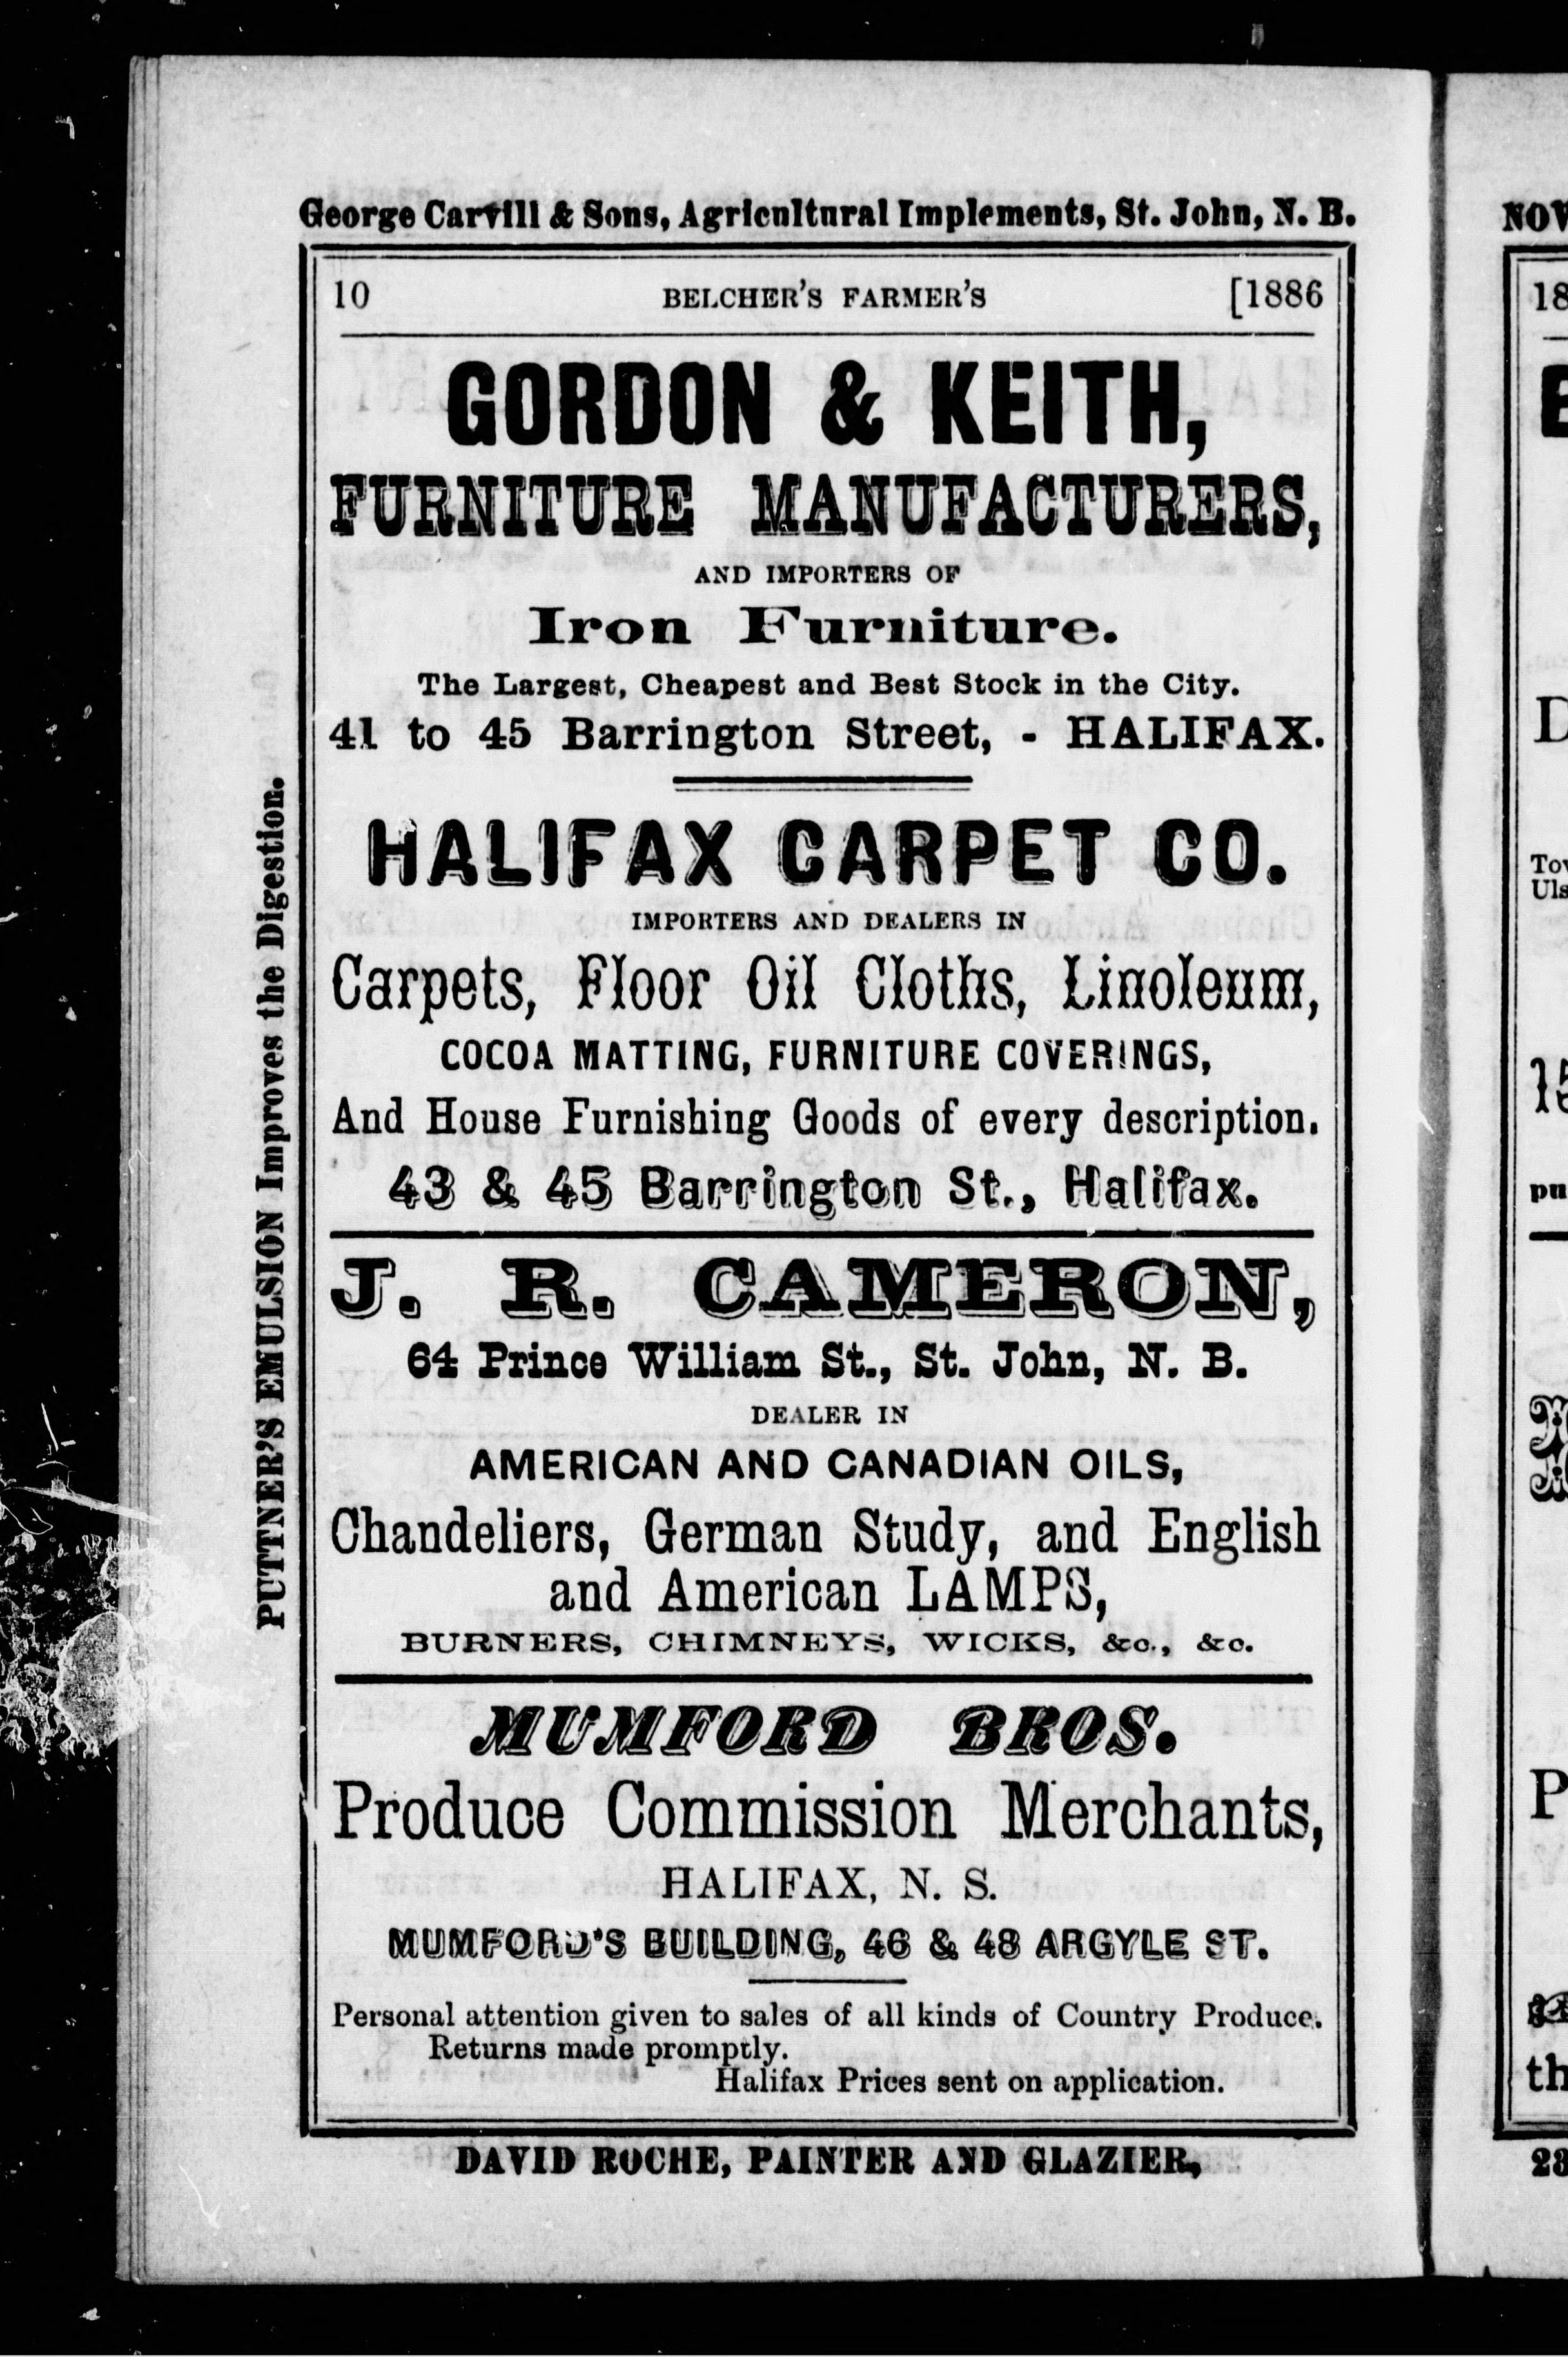 George Carvill & Sons, Agricultural Implements, St. John, N. B.
10 BELCHER'S FARMER'S [1886
GORDON & KEITH,
FURNITURE MANUFACTURERS,
AND IMPORTERS OF
Iron Furniture.
The Largest, Cheapest and Best Stock in the City.
41 to 45 Barrington Street, - HALIFAX.
HALIFAX CARPET CO.
IMPORTERS AND DEALERS IN
Carpets, Floor Oil Cloths, Linoleum,
COCOA MATTING, FURNITURE COVERINGS,
And House Furnishing Goods of every description.
43 & 45 Barrington St., Halifax.
J. R. CAMERON,
64 Prince William St., St. John, N. B.
DEALER IN
AMERICAN AND CANADIAN OILS,
Chandeliers, German Study, and English
and American LAMPS,
BURNERS, CHIMNEYS, WICKS, &c., &c.
MUMFORD BROS.
Produce Commission Merchants,
HALIFAX, N. S.
MUMFORD'S BUILDING, 46 & 48 ARGYLE ST.
Personal attention given to sales of all kinds of Country Produce.
Returns made promptly.
Halifax Prices sent on application.
DAVID ROCHE, PAINTER AND GLAZIER,
PUTTNER'S EMULSION Improves the Digestion.